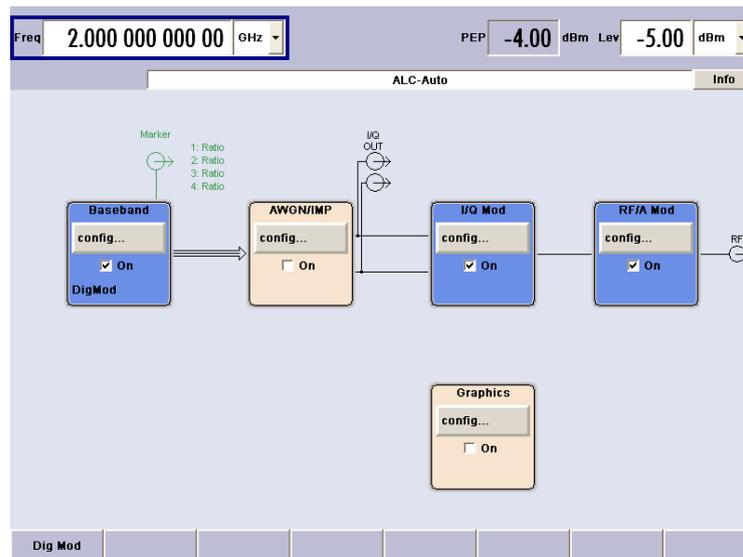 Freq 2.000 000 000 00 GHz PEP -4.00 dBm Lev -5.00 dBm
ALC-Auto Info
Marker
1: Ratio
2: Ratio
3: Ratio
4: Ratio
I/Q
OUT
Baseband AWGN/IMP I/Q Mod RF/A Mod
config... config... config... config...
On On On On
RF
DigMod
Graphics
config...
On
Dig Mod